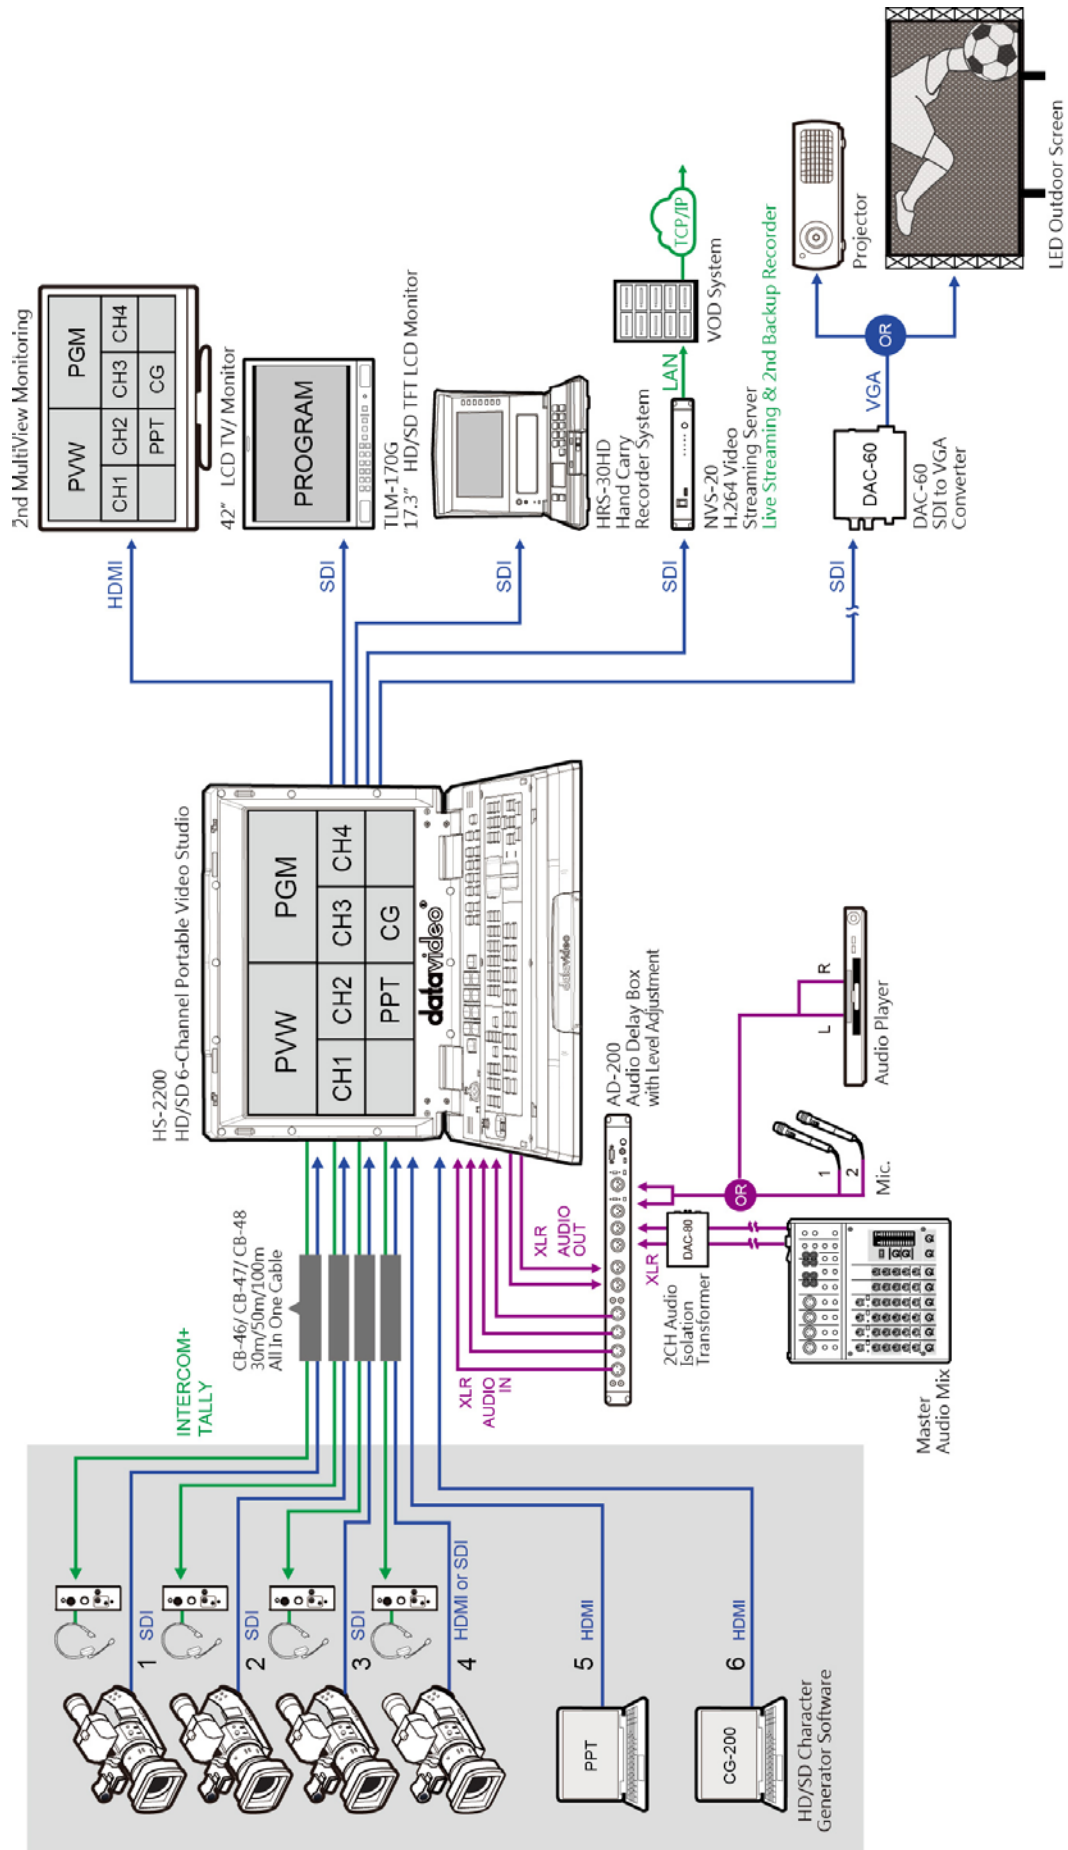 2nd MultiView Monitoring
PVW
PGM
CH1
CH2
CH3
CH4
PPT
CG
42" LCD TV/ Monitor
HDMI
PROGRAM
TLM-170G
17.3" HD/SD TFT LCD Monitor
SDI
HRS-30HD
Hand Carry
Recorder System
SDI
NVS-20
H.264 Video
Streaming Server
Live Streaming & 2nd Backup Recorder
SDI
LAN
VOD System
TCP/IP
DAC-60
DAC-60
SDI to VGA
Converter
SDI
VGA
OR
Projector
LED Outdoor Screen
HS-2200
HD/SD 6-Channel Portable Video Studio
PVW
PGM
CH1
CH2
CH3
CH4
PPT
CG
datavideo
datavideo
INTERCOM+
TALLY
CB-46/ CB-47/ CB-48
30m/50m/100m
All In One Cable
XLR
AUDIO
IN
XLR
AUDIO
OUT
AD-200
Audio Delay Box
with Level Adjustment
XLR
DAC-80
2CH Audio
Isolation
Transformer
OR
L
R
Audio Player
1
2
Mic.
Master
Audio Mix
1
SDI
2
SDI
3
SDI
4
HDMI or SDI
5
HDMI
PPT
6
HDMI
CG-200
HD/SD Character
Generator Software